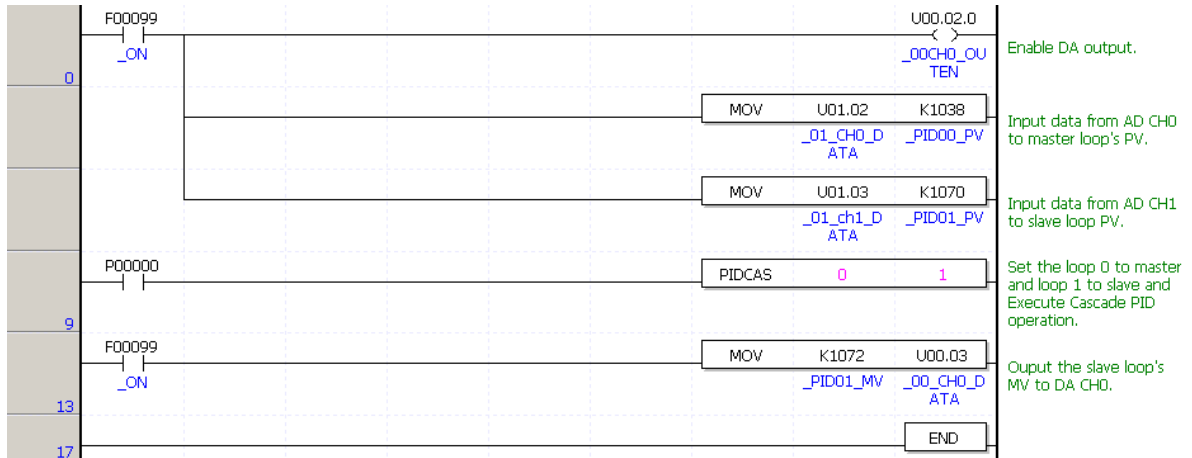 F00099
U00.02.0
_ON
_00CH0_OU
TEN
Enable DA output.
0
MOV U01.02 K1038
_01_CH0_D
ATA
_PID00_PV
Input data from AD CH0
to master loop's PV.
MOV U01.03 K1070
_01_ch1_D
ATA
_PID01_PV
Input data from AD CH1
to slave loop PV.
P00000
PIDCAS 0 1
Set the loop 0 to master
and loop 1 to slave and
Execute Cascade PID
operation.
9
F00099
_ON
MOV K1072 U00.03
_PID01_MV
_00_CH0_D
ATA
Ouput the slave loop's
MV to DA CH0.
13
END
17